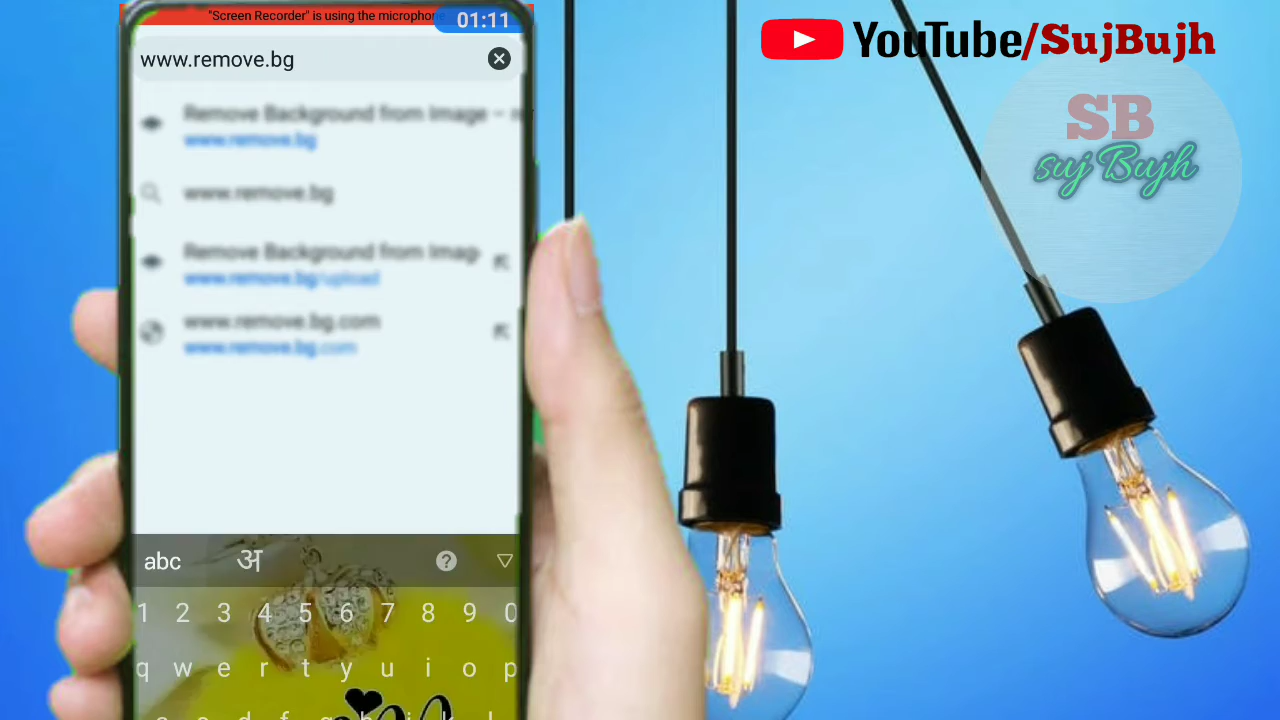 "Screen Recorder" is using the microphone
01:11
www.remove.bg
Remove Background from Image –
www.remove.bg
www.remove.bg
Remove Background from
www.remove.bg/upload
www.remove.bg.com
www.remove.bg.com
abc अ ?
1 2 3 4 5 6 7 8 9 0
q w e r t y u i o p
YouTube/SujBujh
SB
suj Bujh